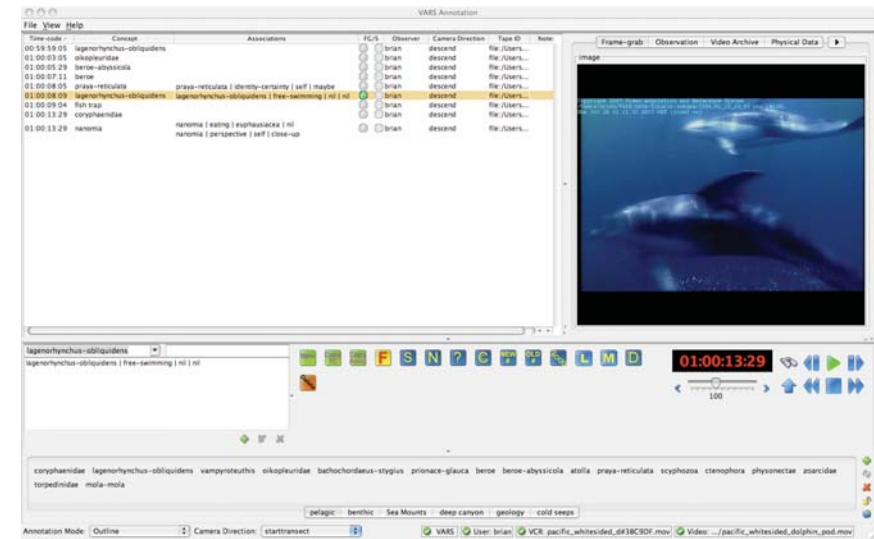 VARS Annotation
File View Help
Time-code Concept Associations FG/S Observer Camera Direction Tape ID Note
00:59:59:05 lagenorhynchus-obliquidens brian descend file:/Users...
01:00:03:05 oikopleuridae brian descend file:/Users...
01:00:05:29 beroe-abyssicola brian descend file:/Users...
01:00:07:11 beroe brian descend file:/Users...
01:00:08:05 praya-reticulata praya-reticulata | identity-certainty | self | maybe brian descend file:/Users...
01:00:08:09 lagenorhynchus-obliquidens lagenorhynchus-obliquidens | free-swimming | nil | nil brian descend file:/Users...
01:00:09:04 fish trap brian descend file:/Users...
01:00:13:29 coryphaenidae brian descend file:/Users...
01:00:13:29 nanomia nanomia | eating | euphausiacea | nil brian descend file:/Users...
nanomia | perspective | self | close-up
Frame-grab Observation Video Archive Physical Data
image
lagenorhynchus-obliquidens
lagenorhynchus-obliquidens | free-swimming | nil | nil
F S N ? C NEW # OLD # L M D
01:00:13:29
100
coryphaenidae lagenorhynchus-obliquidens vampyroteuthis oikopleuridae bathochordaeus-stygius prionace-glauca beroe beroe-abyssicola atolla praya-reticulata scyphozoa ctenophora physonectae zoarcidae
torpedinidae mola-mola
pelagic benthic Sea Mounts deep canyon geology cold seeps
Annotation Mode: Outline Camera Direction: starttransect VARS User: brian VCR: pacific_whitesided_d#38C9DF.mov Video: .../pacific_whitesided_dolphin_pod.mov